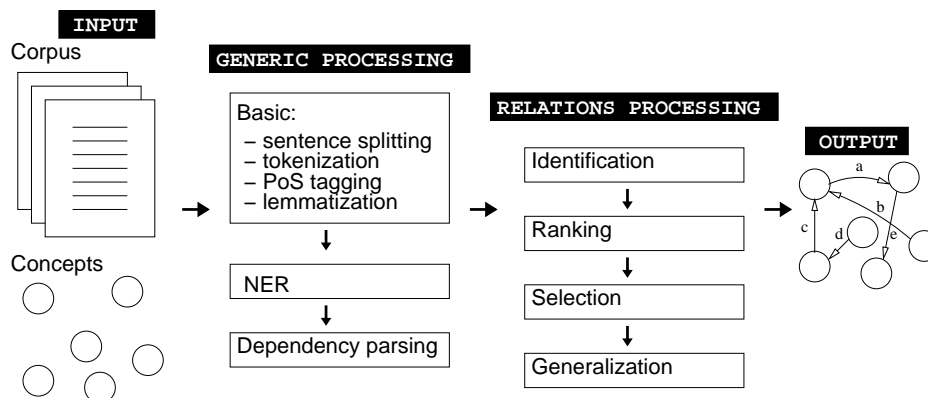 INPUT
Corpus
Concepts
GENERIC PROCESSING
Basic:
– sentence splitting
– tokenization
– PoS tagging
– lemmatization
NER
Dependency parsing
RELATIONS PROCESSING
Identification
Ranking
Selection
Generalization
OUTPUT
a
b
c
d
e